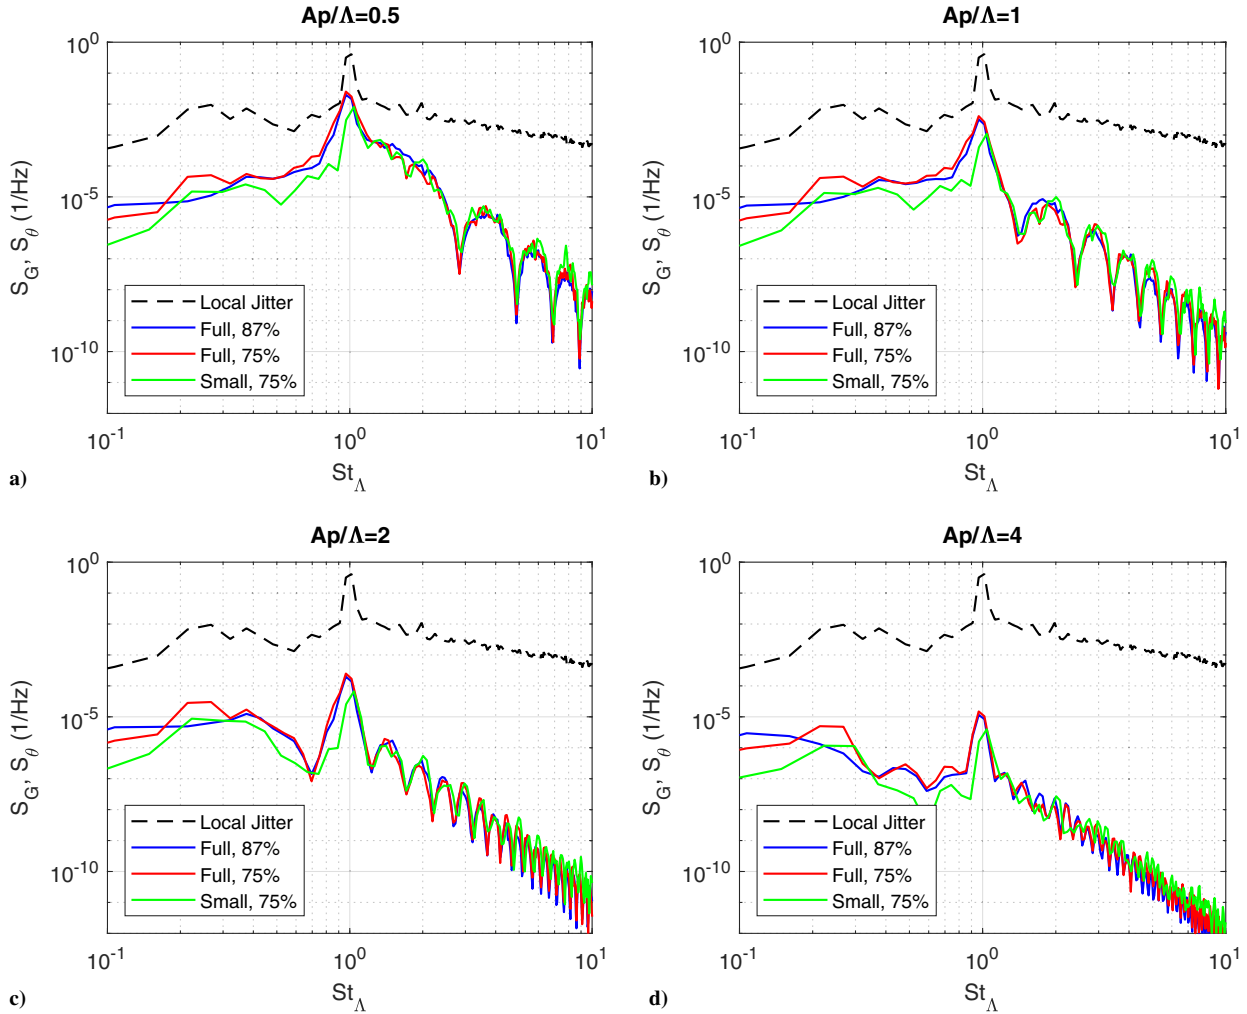 Ap/Λ=0.5
10^0
10^-5
10^-10
S_G, S_θ (1/Hz)
Local Jitter
Full, 87%
Full, 75%
Small, 75%
10^-1
10^0
10^1
St_Λ
a)
Ap/Λ=1
10^0
10^-5
10^-10
S_G, S_θ (1/Hz)
Local Jitter
Full, 87%
Full, 75%
Small, 75%
10^-1
10^0
10^1
St_Λ
b)
Ap/Λ=2
10^0
10^-5
10^-10
S_G, S_θ (1/Hz)
Local Jitter
Full, 87%
Full, 75%
Small, 75%
10^-1
10^0
10^1
St_Λ
c)
Ap/Λ=4
10^0
10^-5
10^-10
S_G, S_θ (1/Hz)
Local Jitter
Full, 87%
Full, 75%
Small, 75%
10^-1
10^0
10^1
St_Λ
d)